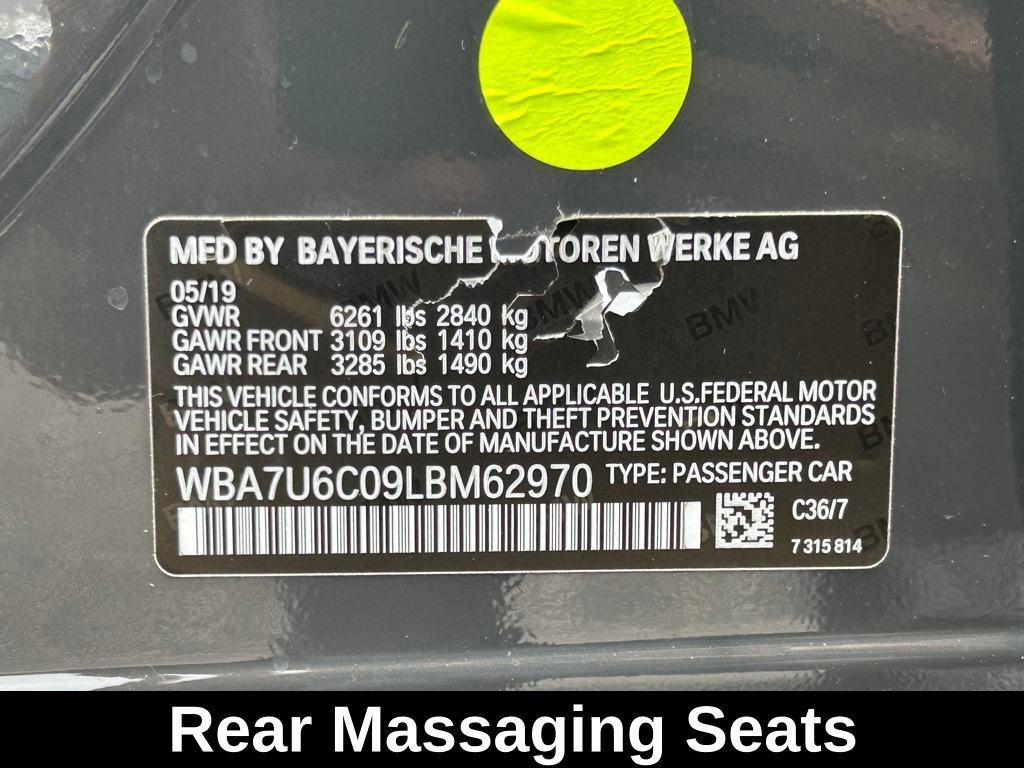 MFD BY BAYERISCHE MOTOREN WERKE AG
05/19
GVWR 6261 lbs 2840 kg
GAWR FRONT 3109 lbs 1410 kg
GAWR REAR 3285 lbs 1490 kg
THIS VEHICLE CONFORMS TO ALL APPLICABLE U.S.FEDERAL MOTOR
VEHICLE SAFETY, BUMPER AND THEFT PREVENTION STANDARDS
IN EFFECT ON THE DATE OF MANUFACTURE SHOWN ABOVE.
WBA7U6C09LBM62970 TYPE: PASSENGER CAR
C36/7
7 315 814
Rear Massaging Seats